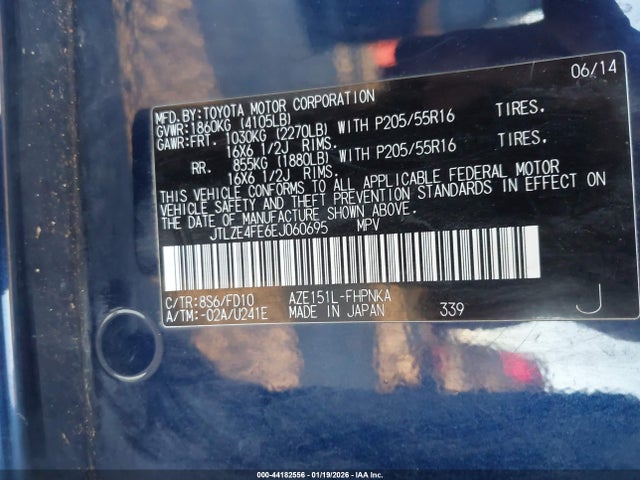 06/14
MFD.BY:TOYOTA MOTOR CORPORATION
GVWR:1860KG (4105LB)
GAWR:FRT. 1030KG (2270LB) WITH P205/55R16 TIRES.
16X6 1/2J RIMS.
RR. 855KG (1880LB) WITH P205/55R16 TIRES.
16X6 1/2J RIMS.
THIS VEHICLE CONFORMS TO ALL APPLICABLE FEDERAL MOTOR
VEHICLE SAFETY AND THEFT PREVENTION STANDARDS IN EFFECT ON
THE DATE OF MANUFACTURE SHOWN ABOVE.
JTLZE4FE6EJ060695 MPV
C/TR:8S6/FD10 AZE151L-FHPNKA
A/TM:-02A/U241E MADE IN JAPAN 339 J
000-44182556 - 01/19/2026 - IAA Inc.